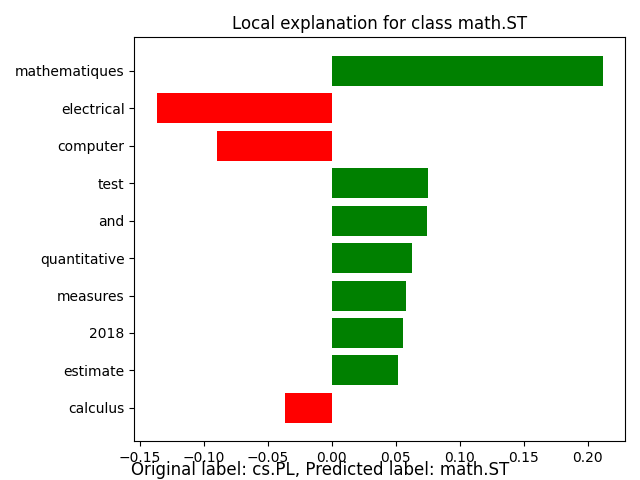 Local explanation for class math.ST
mathematiques
electrical
computer
test
and
quantitative
measures
2018
estimate
calculus
−0.15 −0.10 −0.05 0.00 0.05 0.10 0.15 0.20
Original label: cs.PL, Predicted label: math.ST